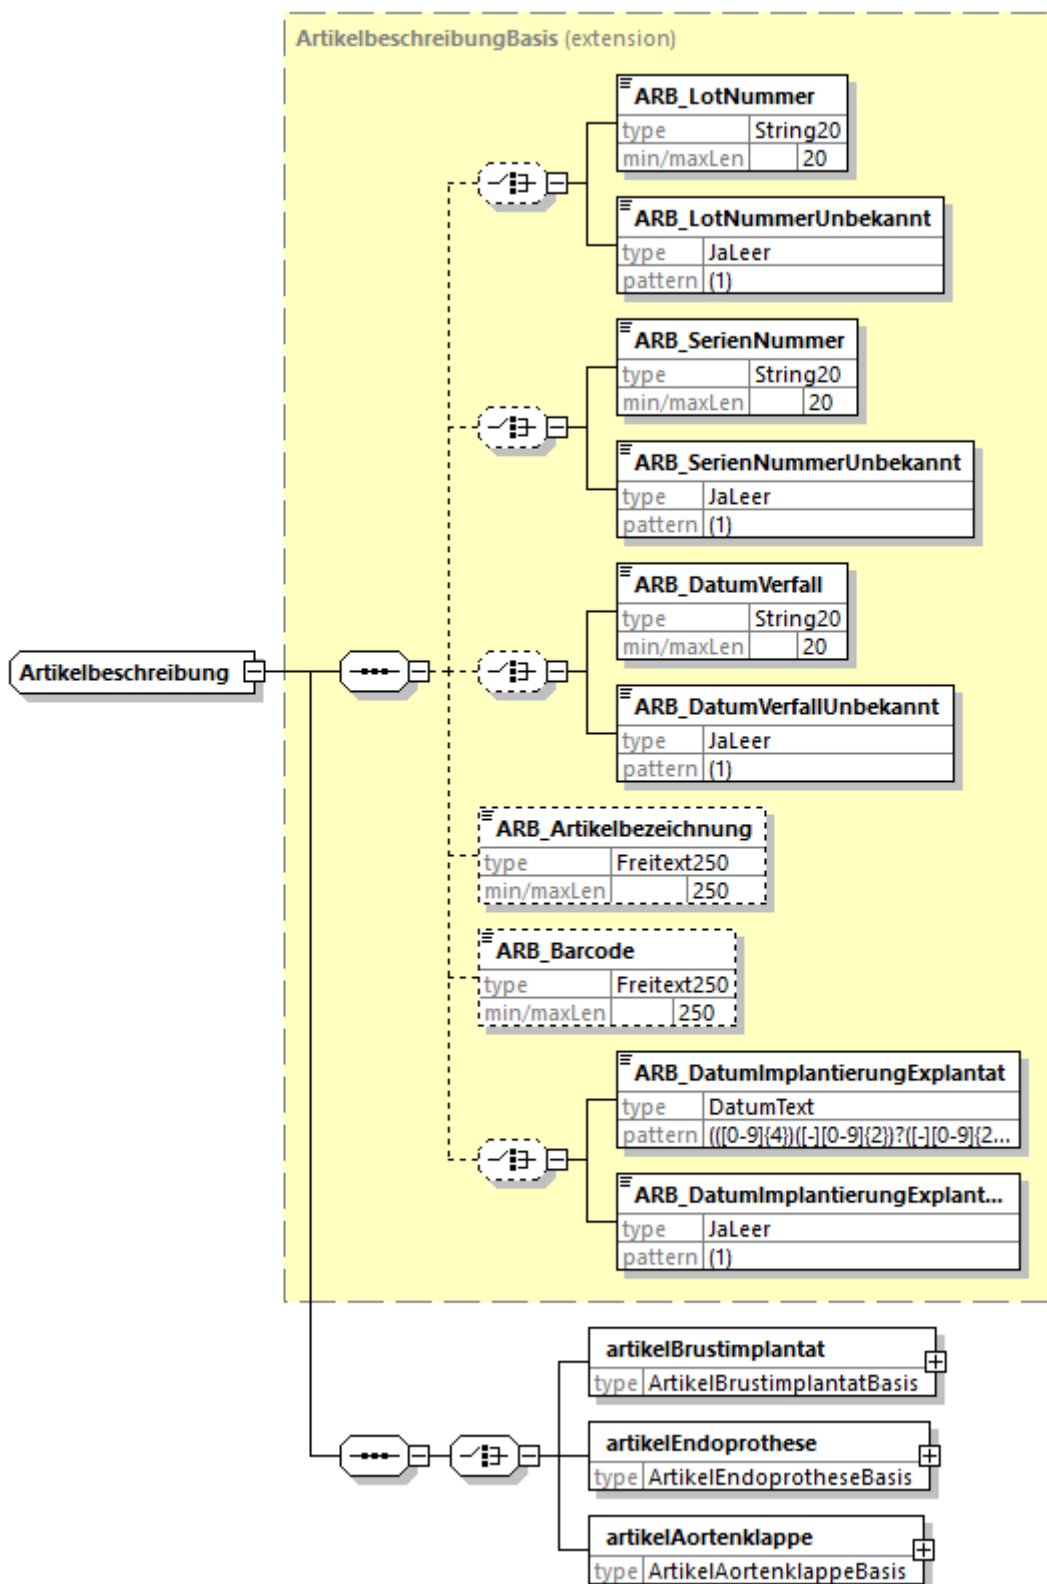 ArtikelbeschreibungBasis (extension)
ARB_LotNummer
type String20
min/maxLen 20
ARB_LotNummerUnbekannt
type JaLeer
pattern (1)
ARB_SerienNummer
type String20
min/maxLen 20
ARB_SerienNummerUnbekannt
type JaLeer
pattern (1)
ARB_DatumVerfall
type String20
min/maxLen 20
Artikelbeschreibung
ARB_DatumVerfallUnbekannt
type JaLeer
pattern (1)
ARB_Artikelbezeichnung
type Freitext250
min/maxLen 250
ARB_Barcode
type Freitext250
min/maxLen 250
ARB_DatumImplantierungExplantat
type DatumText
pattern (([0-9]{4})([-][0-9]{2})?([-][0-9]{2...
ARB_DatumImplantierungExplant...
type JaLeer
pattern (1)
artikelBrustimplantat
type ArtikelBrustimplantatBasis
artikelEndoprothese
type ArtikelEndoprotheseBasis
artikelAortenklappe
type ArtikelAortenklappeBasis